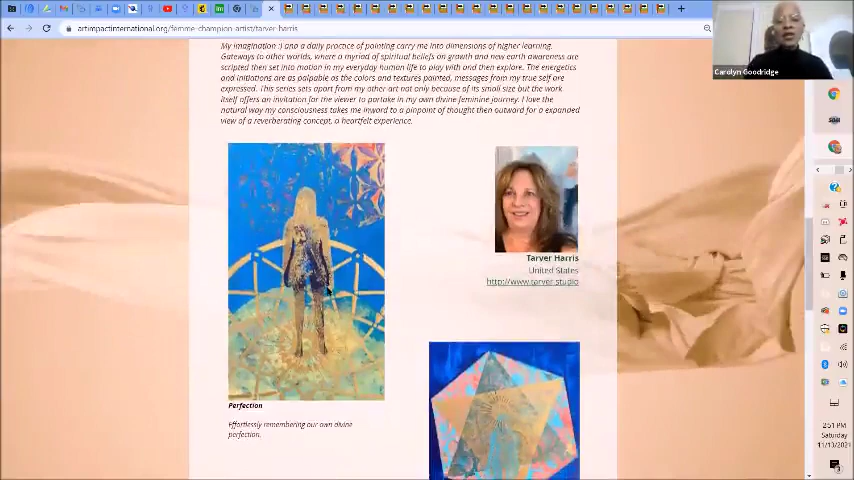 artimpactinternational.org/femme-champion-artist/tarver-harris
My imagination :) and a daily practice of painting carry me into dimensions of higher learning.
Gateways to other worlds, where a myriad of spiritual beliefs on growth and new earth awareness are
scripted then set into motion in my everyday human life to play with and then explore. The energetics
and initiations are as palpable as the colors and textures painted, messages from my true self are
expressed. This series sets apart from my other art not only because of its small size but the work
itself offers an invitation for the viewer to partake in my own divine feminine journey. I love the
natural way my consciousness takes me inward to a pinpoint of thought then outward for a expanded
view of a reverberating concept, a heartfelt experience.
Carolyn Goodridge
Tarver Harris
United States
http://www.tarver.studio
Perfection
Effortlessly remembering our own divine
perfection.
2:51 PM
Saturday
11/13/2021